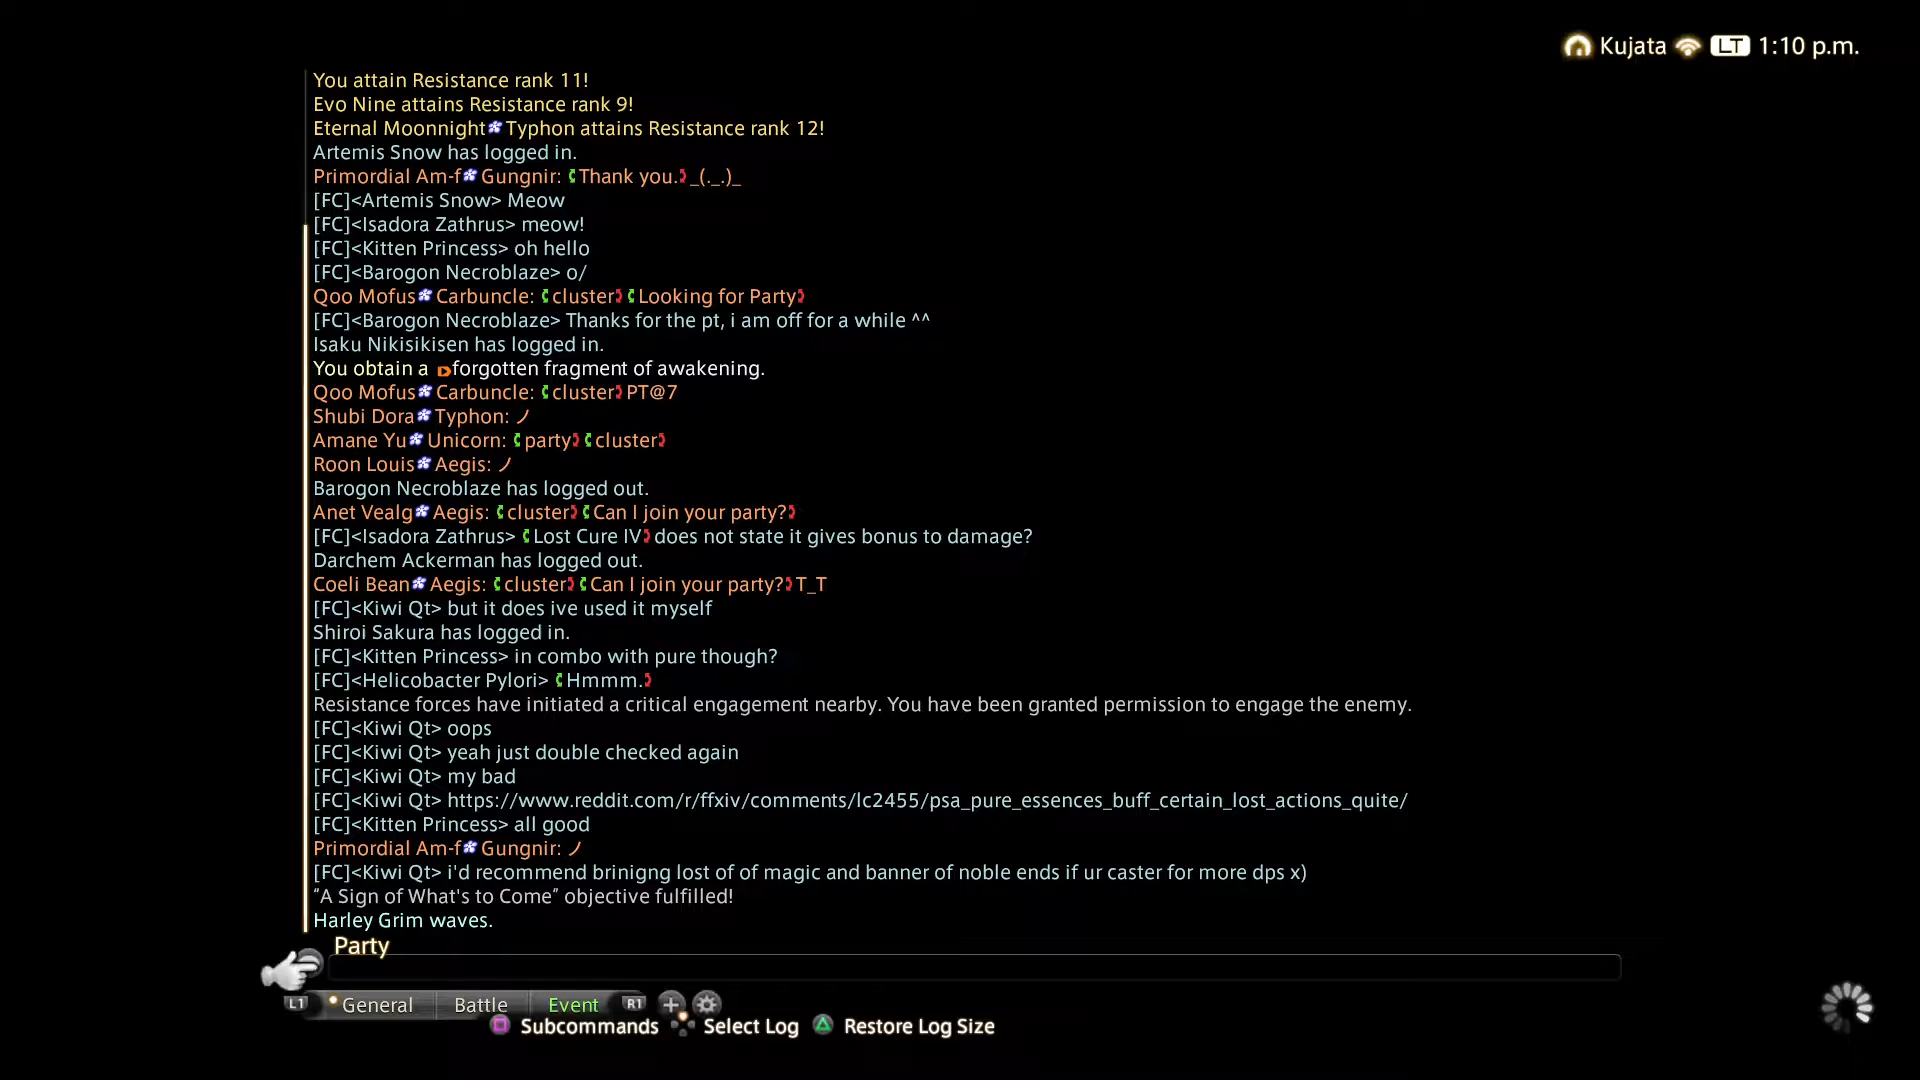 Kujata LT 1:10 p.m.
You attain Resistance rank 11!
Evo Nine attains Resistance rank 9!
Eternal Moonnight Typhon attains Resistance rank 12!
Artemis Snow has logged in.
Primordial Am-f Gungnir: Thank you. _(._.)_
[FC]<Artemis Snow> Meow
[FC]<Isadora Zathrus> meow!
[FC]<Kitten Princess> oh hello
[FC]<Barogon Necroblaze> o/
Qoo Mofus Carbuncle: cluster Looking for Party
[FC]<Barogon Necroblaze> Thanks for the pt, i am off for a while ^^
Isaku Nikisikisen has logged in.
You obtain a forgotten fragment of awakening.
Qoo Mofus Carbuncle: cluster PT@7
Shubi Dora Typhon: ノ
Amane Yu Unicorn: party cluster
Roon Louis Aegis: ノ
Barogon Necroblaze has logged out.
Anet Vealg Aegis: cluster Can I join your party?
[FC]<Isadora Zathrus> Lost Cure IV does not state it gives bonus to damage?
Darchem Ackerman has logged out.
Coeli Bean Aegis: cluster Can I join your party? T_T
[FC]<Kiwi Qt> but it does ive used it myself
Shiroi Sakura has logged in.
[FC]<Kitten Princess> in combo with pure though?
[FC]<Helicobacter Pylori> Hmmm.
Resistance forces have initiated a critical engagement nearby. You have been granted permission to engage the enemy.
[FC]<Kiwi Qt> oops
[FC]<Kiwi Qt> yeah just double checked again
[FC]<Kiwi Qt> my bad
[FC]<Kiwi Qt> https://www.reddit.com/r/ffxiv/comments/lc2455/psa_pure_essences_buff_certain_lost_actions_quite/
[FC]<Kitten Princess> all good
Primordial Am-f Gungnir: ノ
[FC]<Kiwi Qt> i'd recommend brinigng lost of of magic and banner of noble ends if ur caster for more dps x)
“A Sign of What's to Come” objective fulfilled!
Harley Grim waves.
Party
L1 General Battle Event R1
Subcommands Select Log Restore Log Size